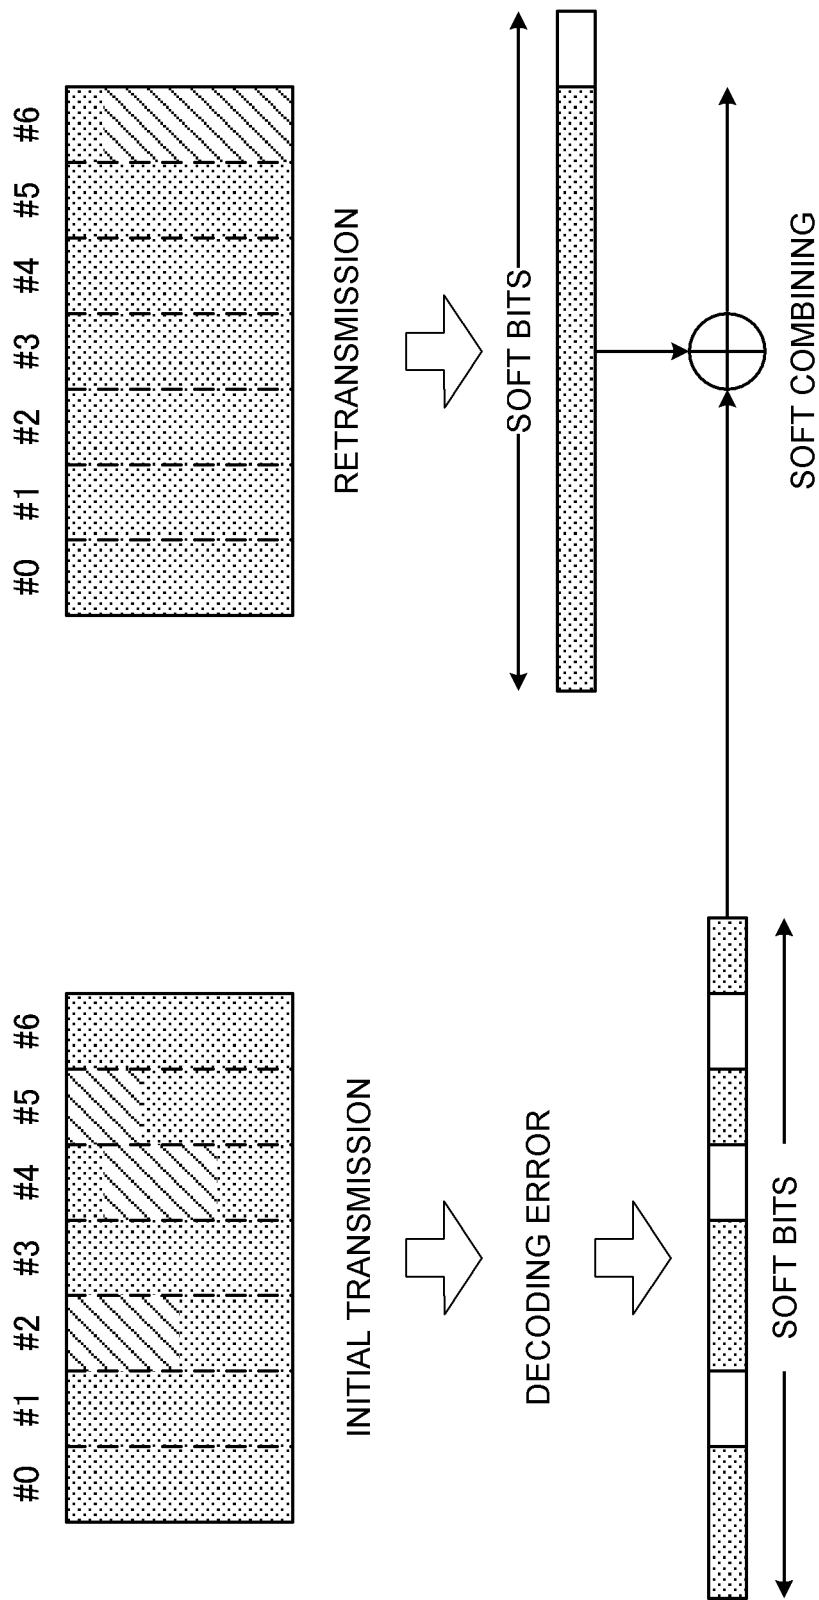 #0 #1 #2 #3 #4 #5 #6
INITIAL TRANSMISSION
DECODING ERROR
SOFT BITS
#0 #1 #2 #3 #4 #5 #6
RETRANSMISSION
SOFT BITS
SOFT COMBINING